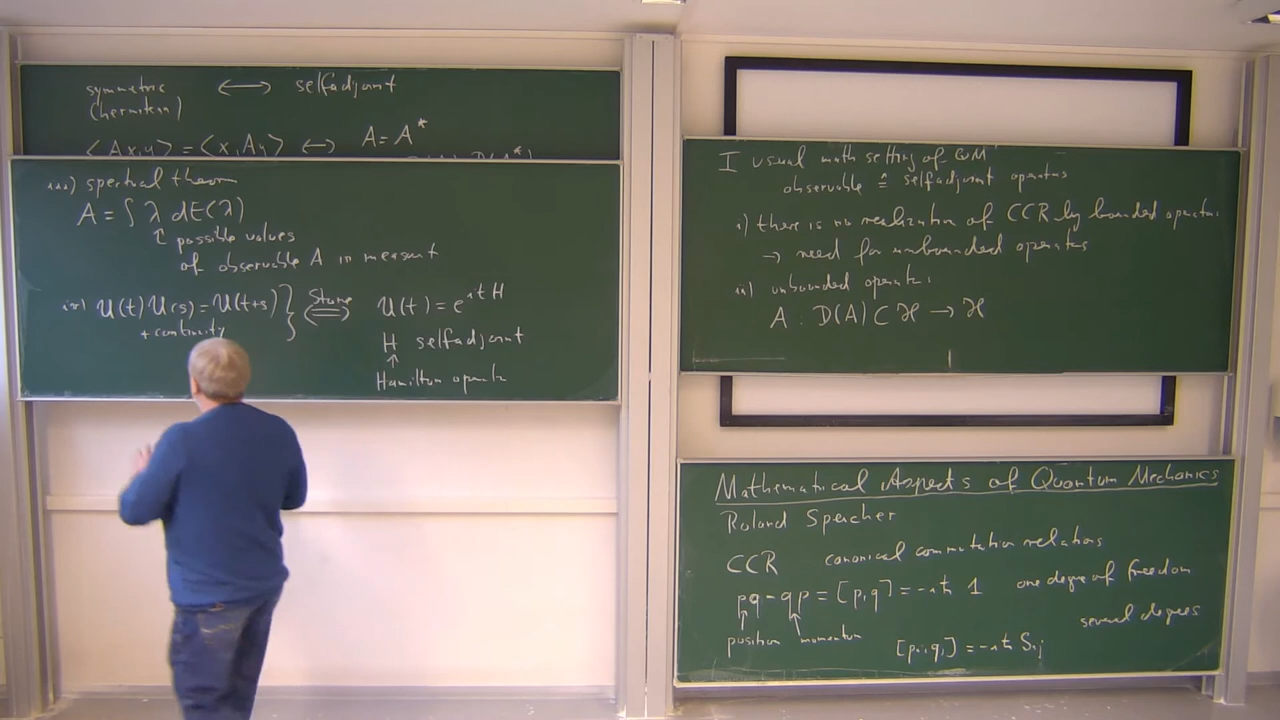 symmetric ⟷ selfadjoint
(hermitean)
<Ax,y> = <x,Ay> ⟷ A = A*
iii) spectral theorem
A = ∫ λ dE(λ)
↑ possible values
of observable A in measurement
iv) U(t)U(s) = U(t+s) } Stone ⟺ U(t) = e^{itH}
+ continuity
H selfadjoint
↑
Hamilton operator
I usual math setting of QM
observable ≙ selfadjoint operators
i) there is no realization of CCR by bounded operators
→ need for unbounded operators
ii) unbounded operators
A : D(A) ⊂ ℋ → ℋ
Mathematical Aspects of Quantum Mechanics
Roland Speicher
CCR canonical commutation relations
pq - qp = [p,q] = -iħ 1 one degree of freedom
↑ ↑
position momentum
several degrees
[pᵢ,qⱼ] = -iħ δᵢⱼ